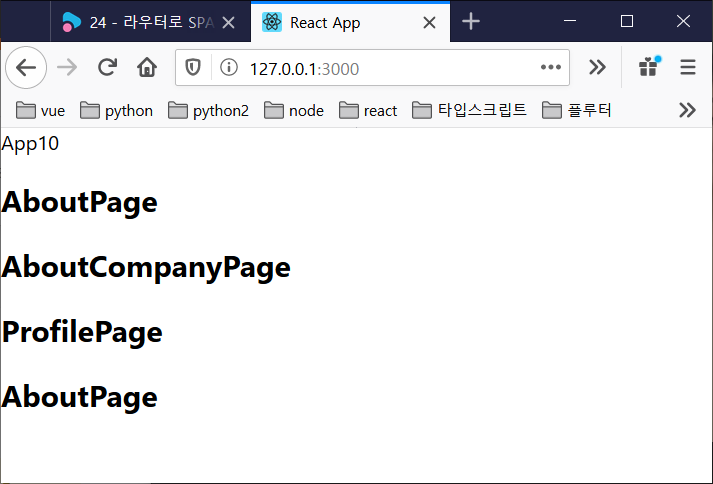 24 - 라우터로 SPA
React App
127.0.0.1:3000
vue python python2 node react 타입스크립트 플루터
App10
AboutPage
AboutCompanyPage
ProfilePage
AboutPage